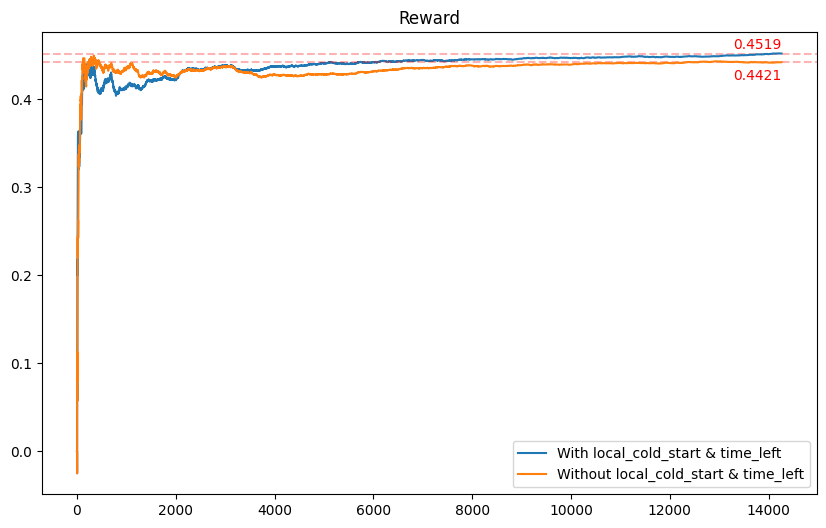 Reward
0.4519
0.4421
0.4
0.3
0.2
0.1
0.0
With local_cold_start & time_left
Without local_cold_start & time_left
0 2000 4000 6000 8000 10000 12000 14000